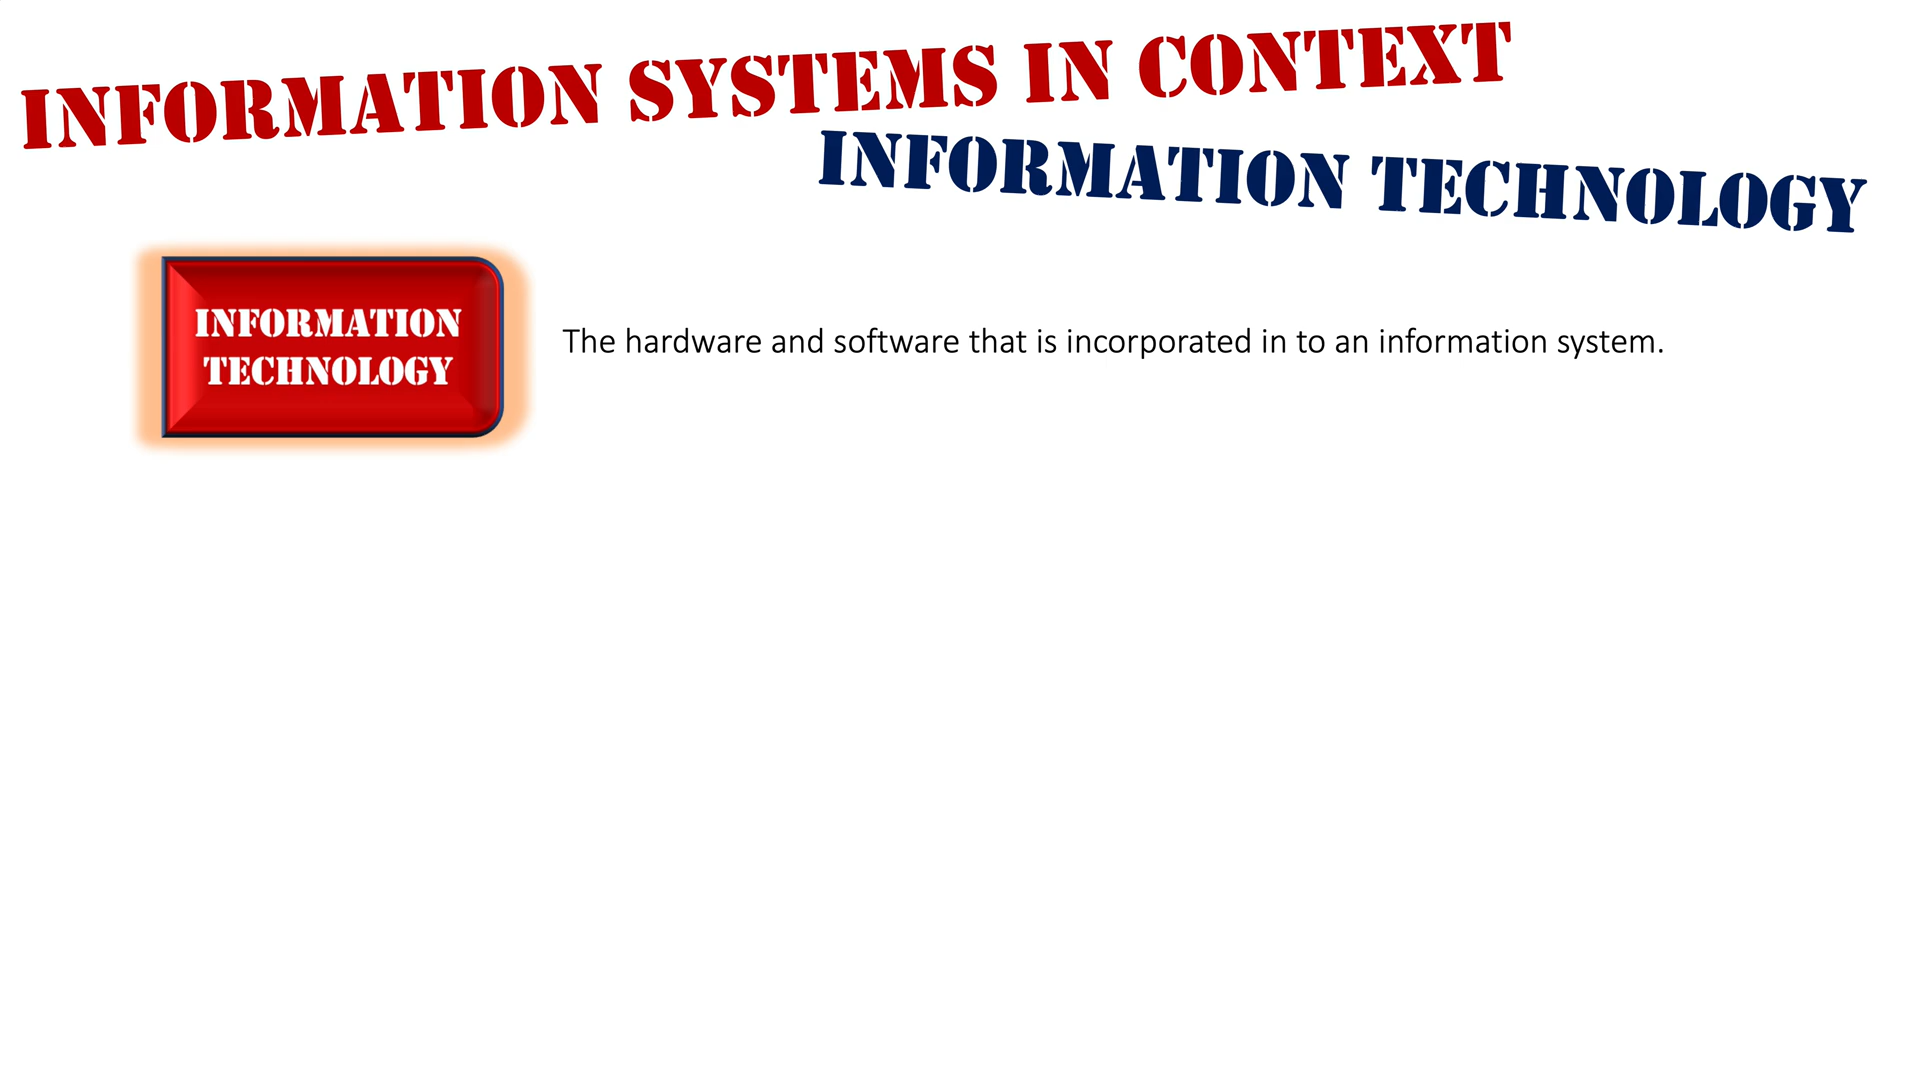 INFORMATION SYSTEMS IN CONTEXT
INFORMATION TECHNOLOGY
INFORMATION
TECHNOLOGY
The hardware and software that is incorporated in to an information system.